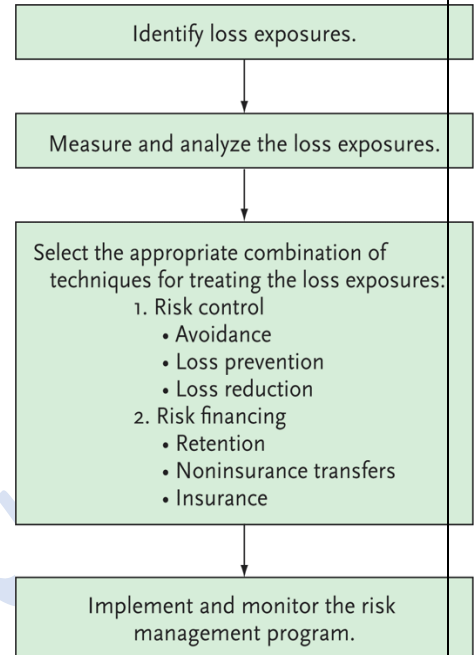 Identify loss exposures.
Measure and analyze the loss exposures.
Select the appropriate combination of
techniques for treating the loss exposures:
1. Risk control
• Avoidance
• Loss prevention
• Loss reduction
2. Risk financing
• Retention
• Noninsurance transfers
• Insurance
Implement and monitor the risk
management program.